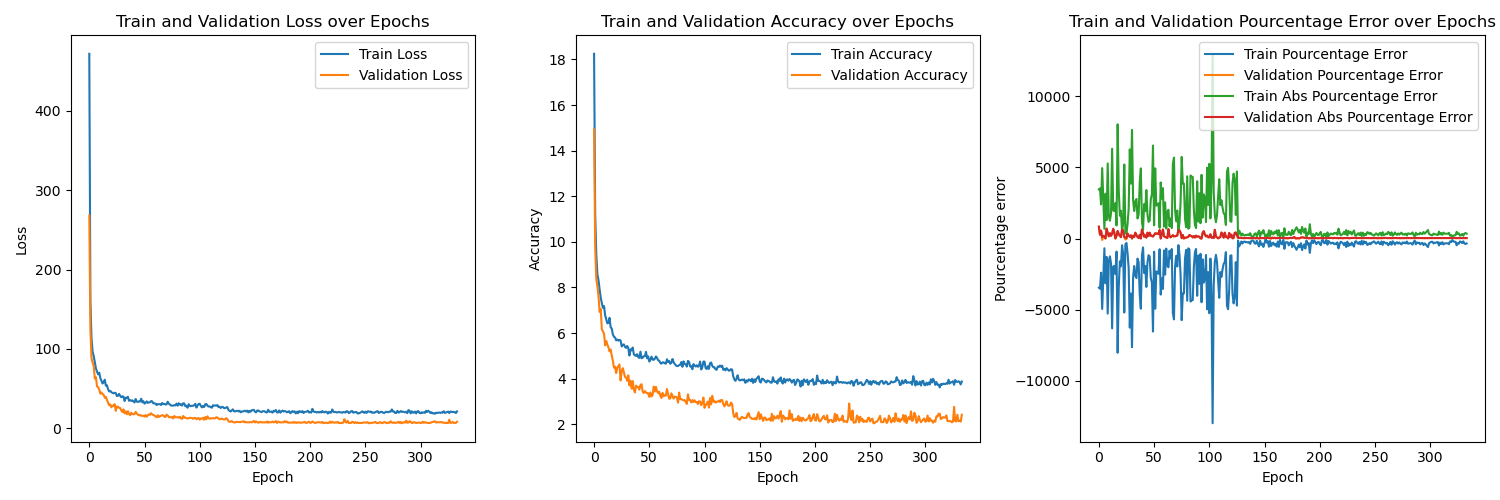 Train and Validation Loss over Epochs
Train Loss
Validation Loss
400
300
200
100
0
Loss
0 50 100 150 200 250 300
Epoch
Train and Validation Accuracy over Epochs
Train Accuracy
Validation Accuracy
18
16
14
12
10
8
6
4
2
Accuracy
0 50 100 150 200 250 300
Epoch
Train and Validation Pourcentage Error over Epochs
Train Pourcentage Error
Validation Pourcentage Error
Train Abs Pourcentage Error
Validation Abs Pourcentage Error
10000
5000
0
−5000
−10000
Pourcentage error
0 50 100 150 200 250 300
Epoch